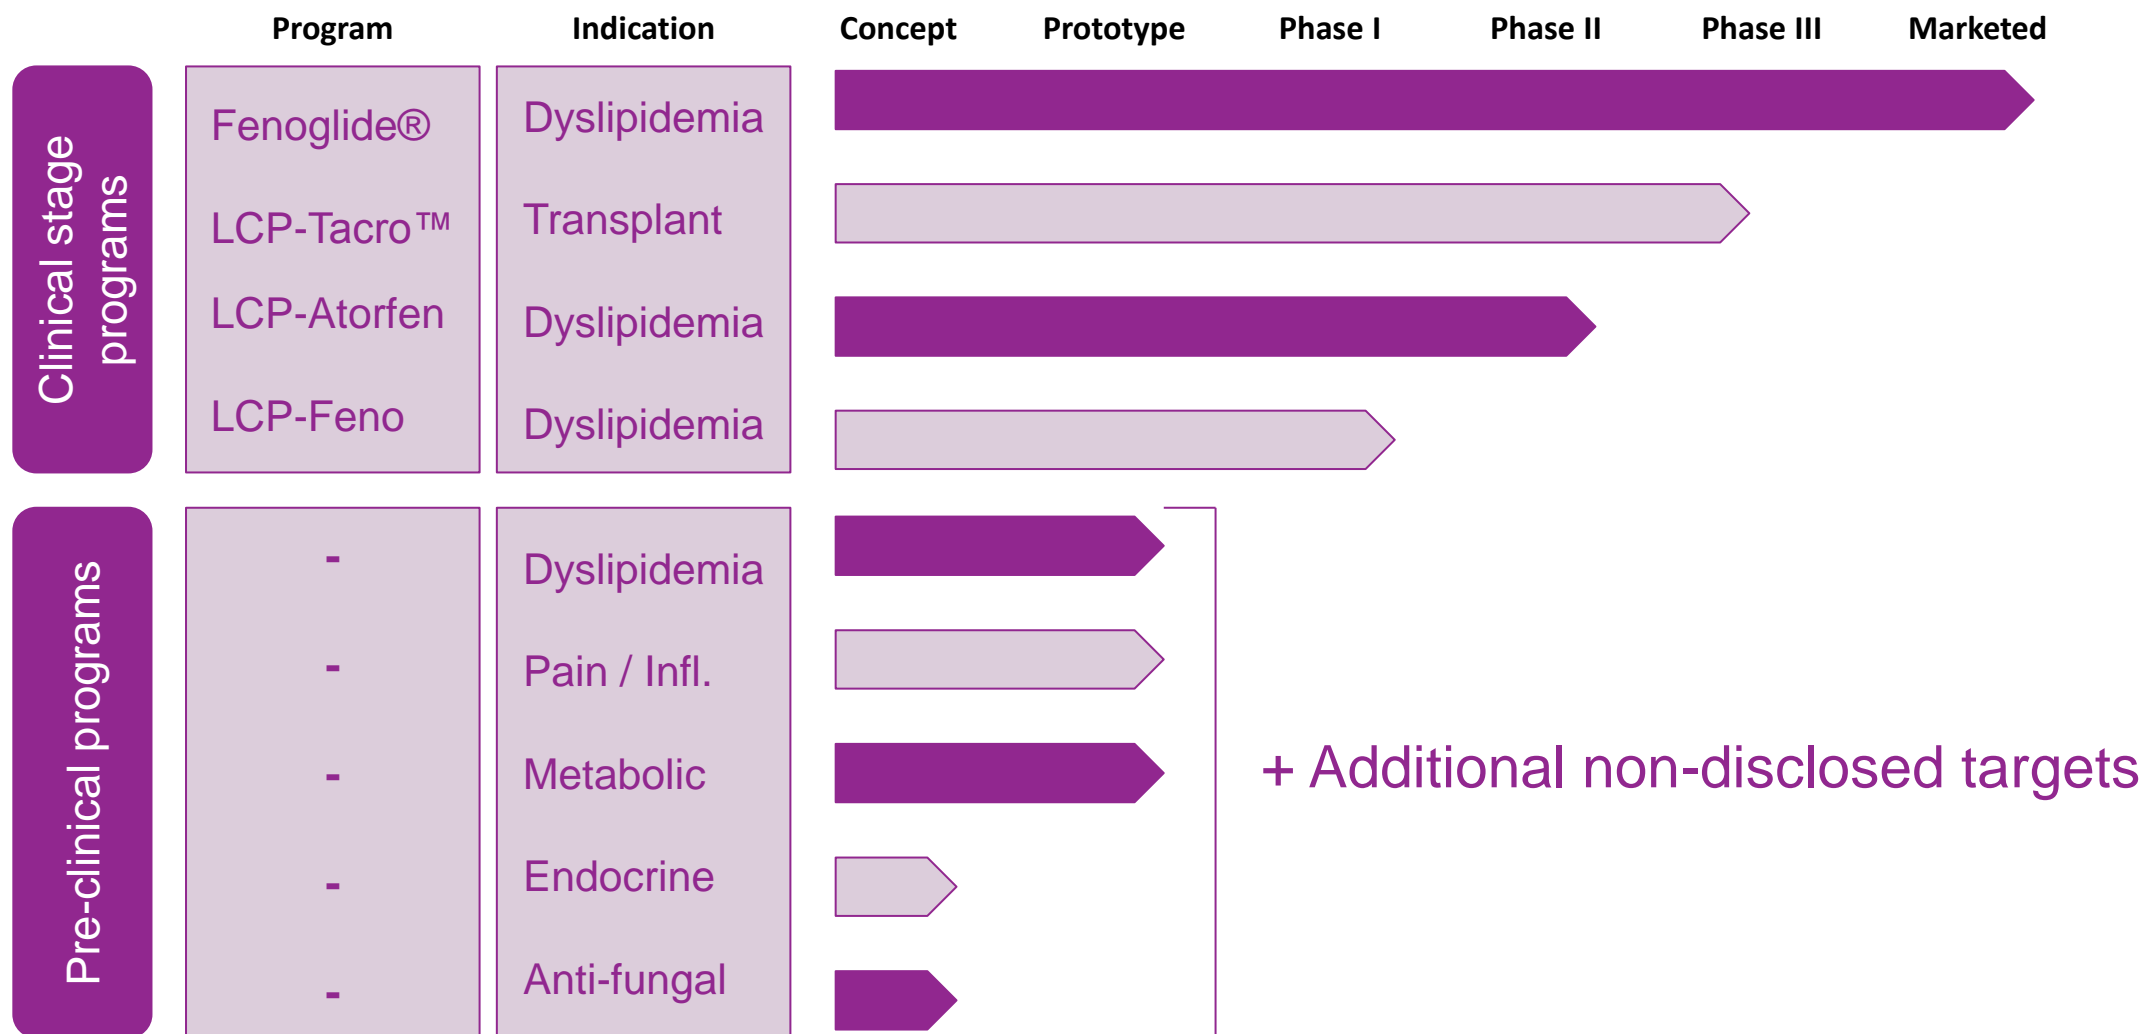 Program Indication Concept Prototype Phase I Phase II Phase III Marketed
Clinical stage
programs
Fenoglide® Dyslipidemia
LCP-Tacro™ Transplant
LCP-Atorfen Dyslipidemia
LCP-Feno Dyslipidemia
Pre-clinical programs
- Dyslipidemia
- Pain / Infl.
- Metabolic
- Endocrine
- Anti-fungal
+ Additional non-disclosed targets